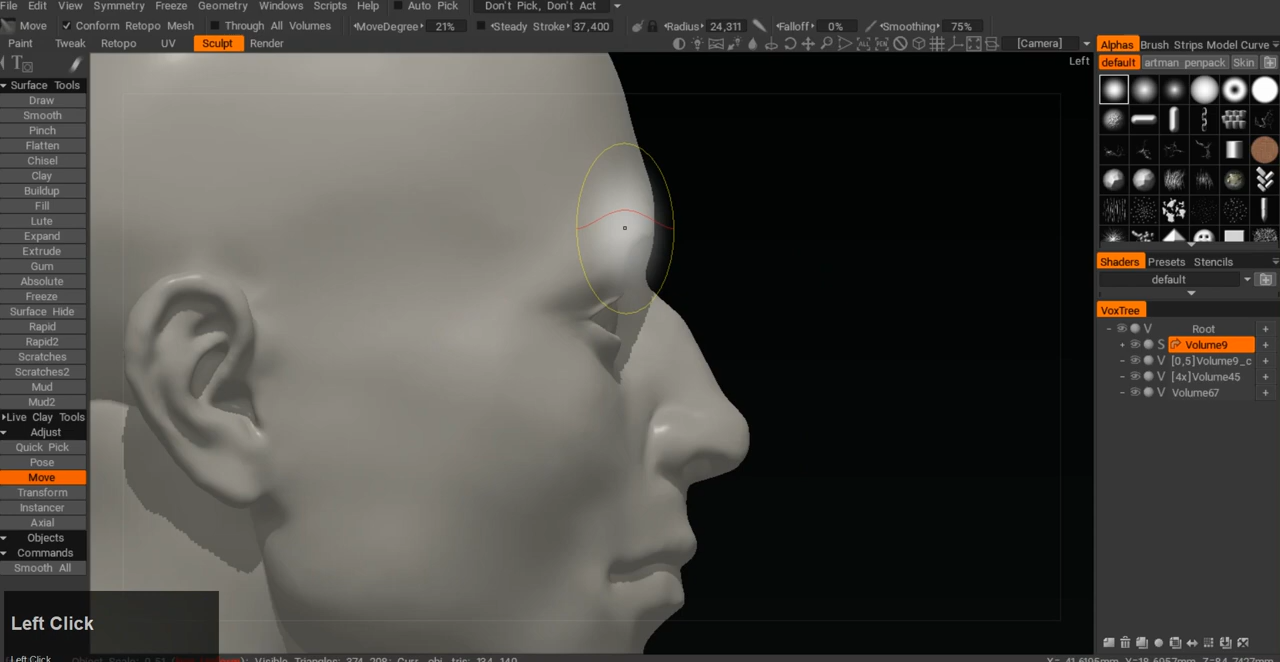 File Edit View Symmetry Freeze Geometry Windows Scripts Help Auto Pick Don't Pick, Don't Act
Move Conform Retopo Mesh Through All Volumes MoveDegree 21% Steady Stroke 37,400 Radius 24,311 Falloff 0% Smoothing 75%
Paint Tweak Retopo UV Sculpt Render [Camera]
Left
Surface Tools
Draw
Smooth
Pinch
Flatten
Chisel
Clay
Buildup
Fill
Lute
Expand
Extrude
Gum
Absolute
Freeze
Surface Hide
Rapid
Rapid2
Scratches
Scratches2
Mud
Mud2
Live Clay Tools
Adjust
Quick Pick
Pose
Move
Transform
Instancer
Axial
Objects
Commands
Smooth All
Left Click
Left Click
Alphas Brush Strips Model Curve
default artman penpack Skin
Shaders Presets Stencils
default
VoxTree
V Root +
S Volume9 +
V [0,5]Volume9_c +
V [4x]Volume45 +
V Volume67 +